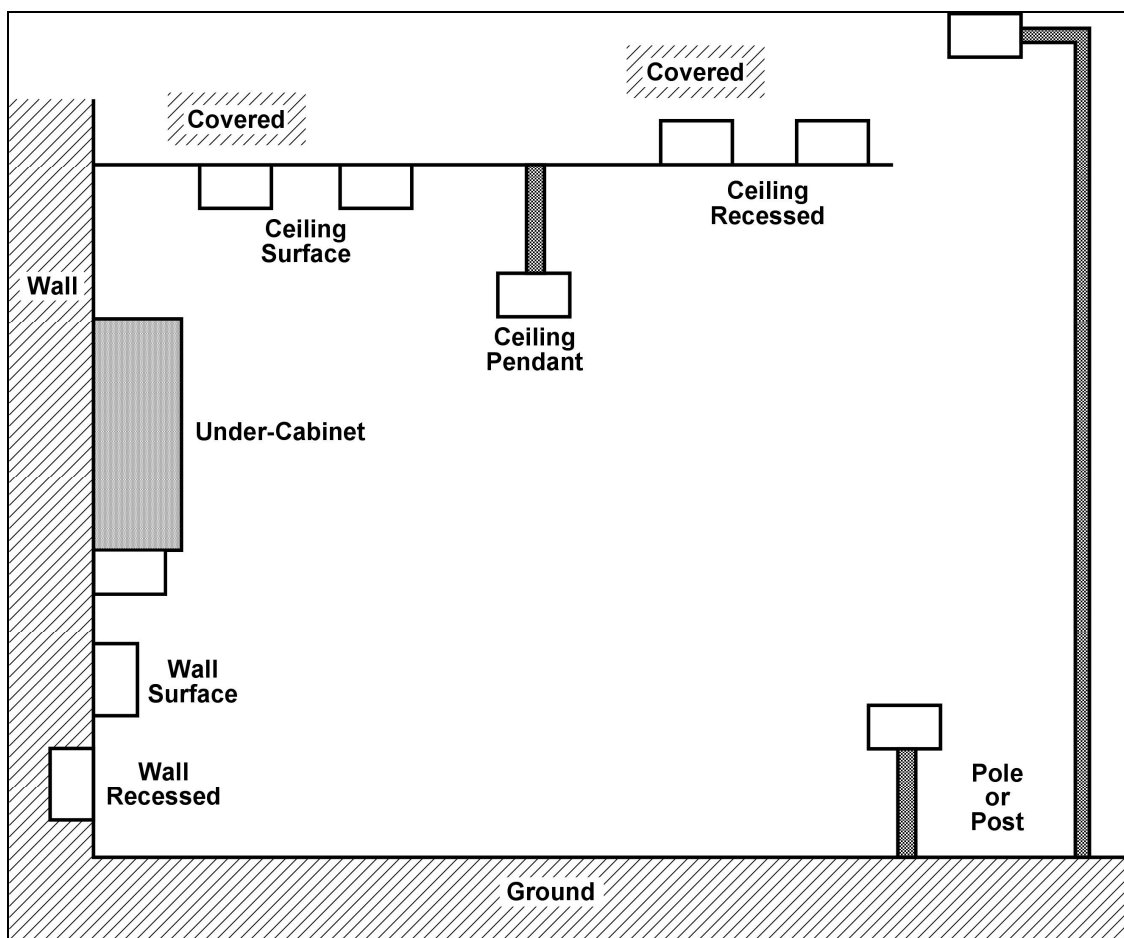 Covered
Covered
Ceiling
Recessed
Ceiling
Surface
Wall
Ceiling
Pendant
Under-Cabinet
Wall
Surface
Wall
Recessed
Pole
or
Post
Ground